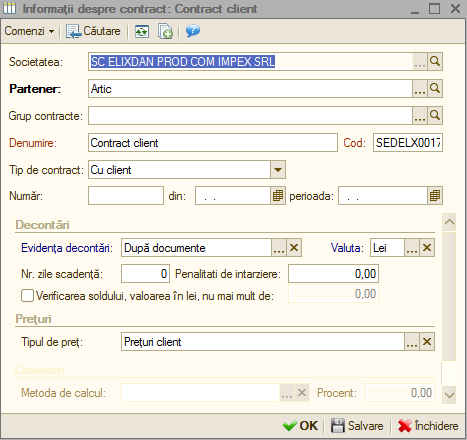 Informații despre contract: Contract client
Comenzi Căutare
Societatea: SC ELIXDAN PROD COM IMPEX SRL ...
Partener: Artic ...
Grup contracte: ...
Denumire: Contract client Cod: SEDELX0017
Tip de contract: Cu client
Număr: din: . . perioada: . .
Decontări
Evidența decontări: După documente ... Valuta: Lei ...
Nr. zile scadență: 0 Penalitati de intarziere: 0,00
Verificarea soldului, valoarea în lei, nu mai mult de: 0,00
Prețuri
Tipul de preț: Prețuri client ...
Comision
Metoda de calcul: ... Procent: 0,00
OK Salvare Închidere